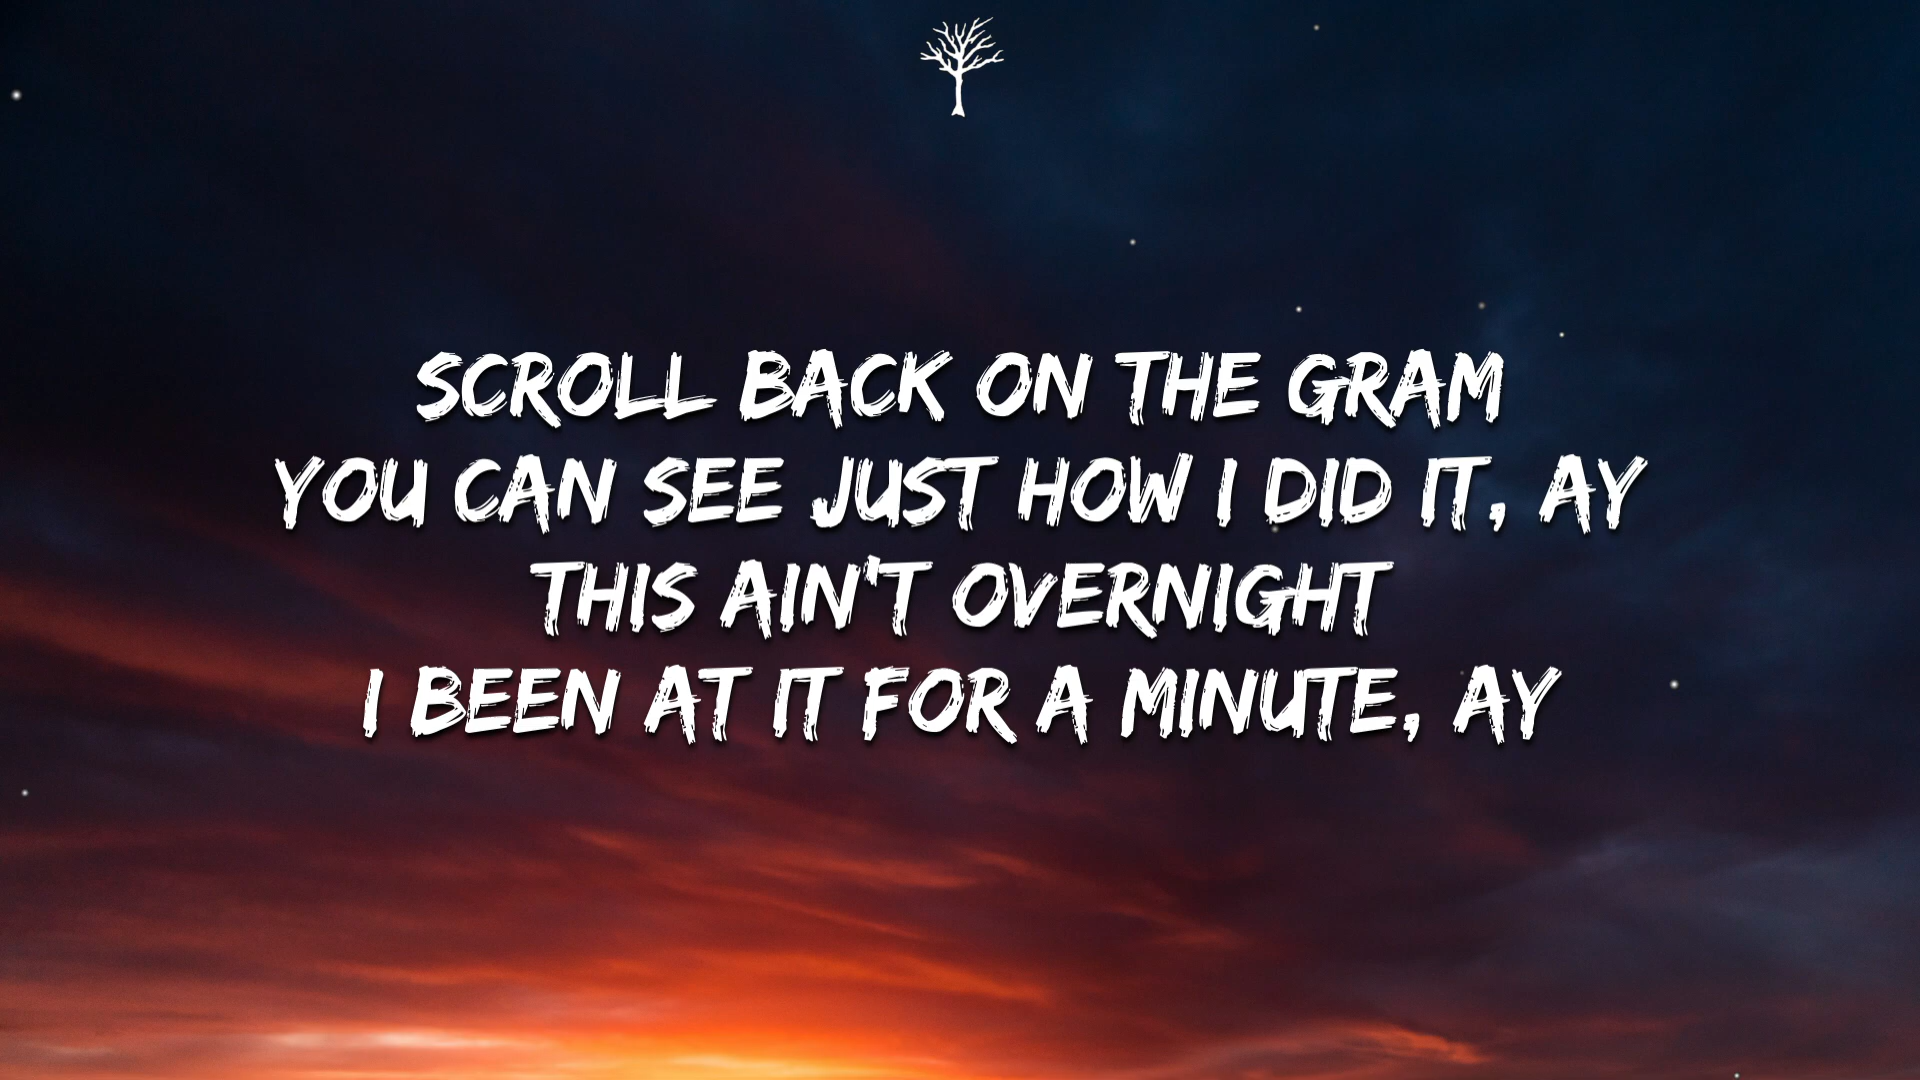 SCROLL BACK ON THE GRAM
YOU CAN SEE JUST HOW I DID IT, AY
THIS AIN'T OVERNIGHT
I BEEN AT IT FOR A MINUTE, AY